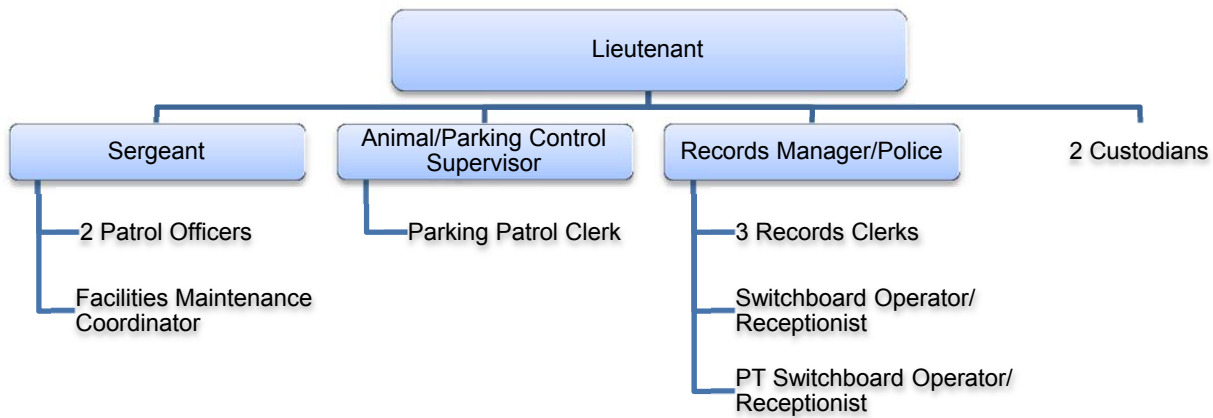 Lieutenant
Sergeant
Animal/Parking Control
Supervisor
Records Manager/Police
2 Custodians
2 Patrol Officers
Parking Patrol Clerk
3 Records Clerks
Facilities Maintenance
Coordinator
Switchboard Operator/
Receptionist
PT Switchboard Operator/
Receptionist